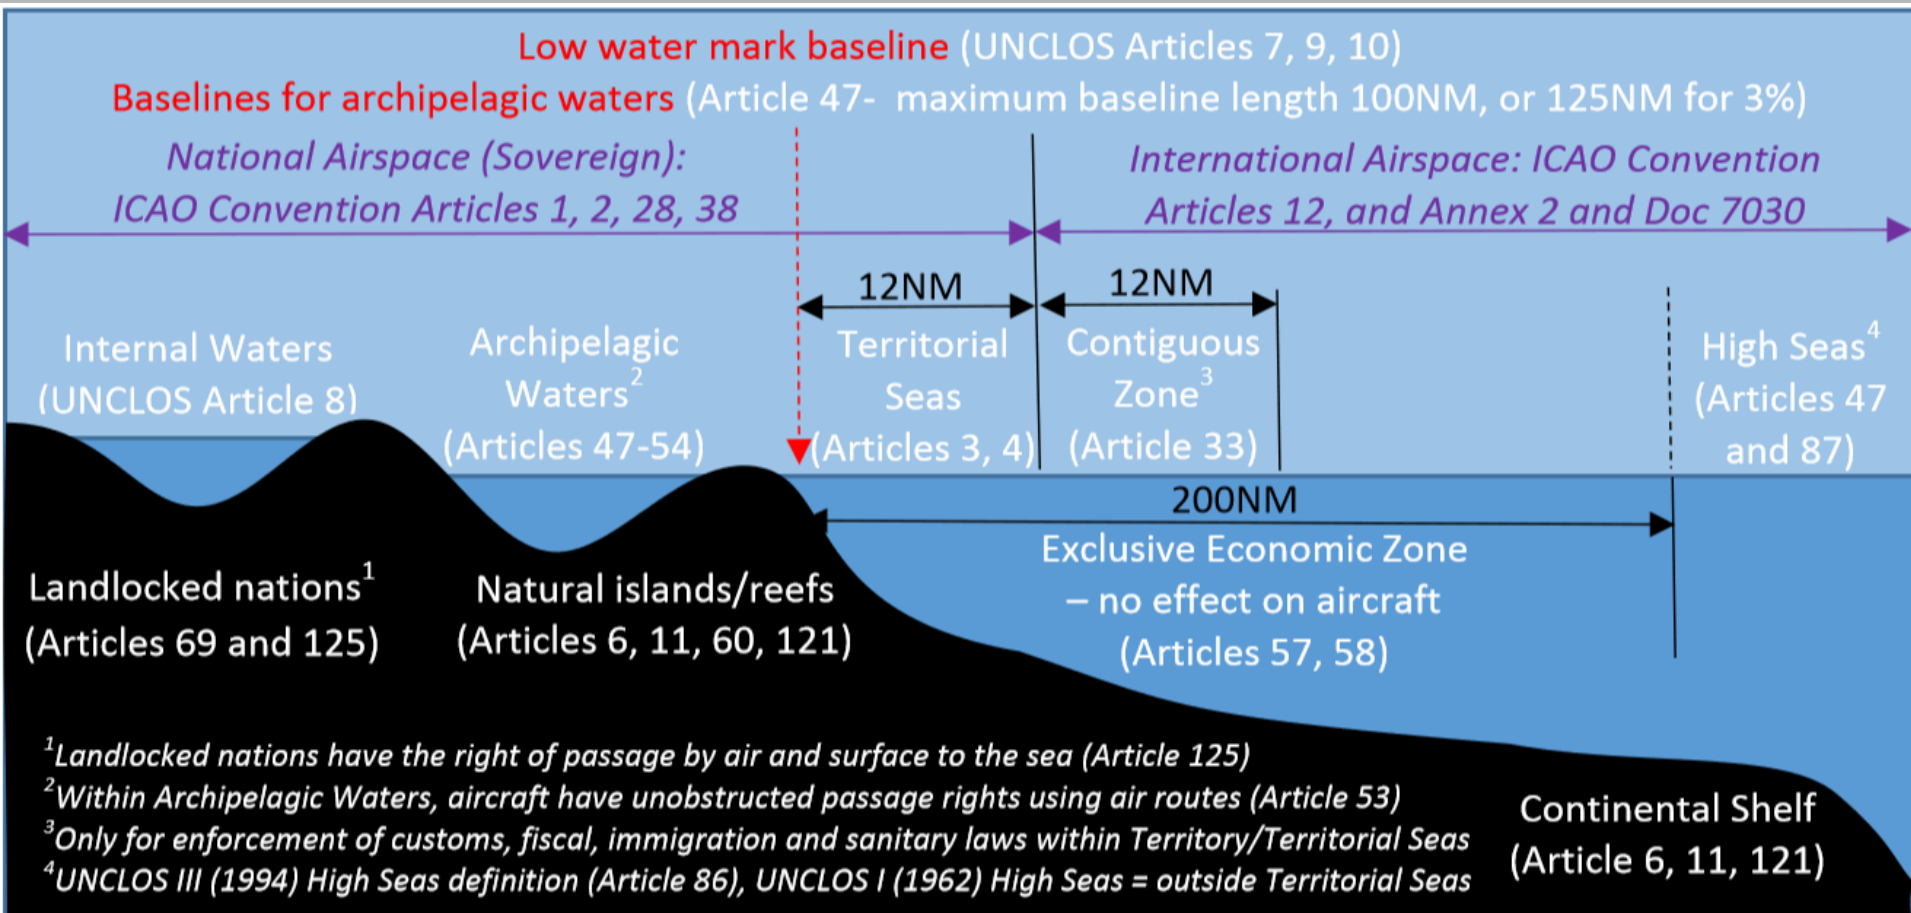 Low water mark baseline (UNCLOS Articles 7, 9, 10)
Baselines for archipelagic waters (Article 47- maximum baseline length 100NM, or 125NM for 3%)
National Airspace (Sovereign):
ICAO Convention Articles 1, 2, 28, 38
International Airspace: ICAO Convention
Articles 12, and Annex 2 and Doc 7030
12NM
12NM
Internal Waters
(UNCLOS Article 8)
Archipelagic
Waters2
(Articles 47-54)
Territorial
Seas
(Articles 3, 4)
Contiguous
Zone3
(Article 33)
High Seas4
(Articles 47
and 87)
200NM
Exclusive Economic Zone
– no effect on aircraft
(Articles 57, 58)
Landlocked nations1
(Articles 69 and 125)
Natural islands/reefs
(Articles 6, 11, 60, 121)
1Landlocked nations have the right of passage by air and surface to the sea (Article 125)
2Within Archipelagic Waters, aircraft have unobstructed passage rights using air routes (Article 53)
3Only for enforcement of customs, fiscal, immigration and sanitary laws within Territory/Territorial Seas
4UNCLOS III (1994) High Seas definition (Article 86), UNCLOS I (1962) High Seas = outside Territorial Seas
Continental Shelf
(Article 6, 11, 121)